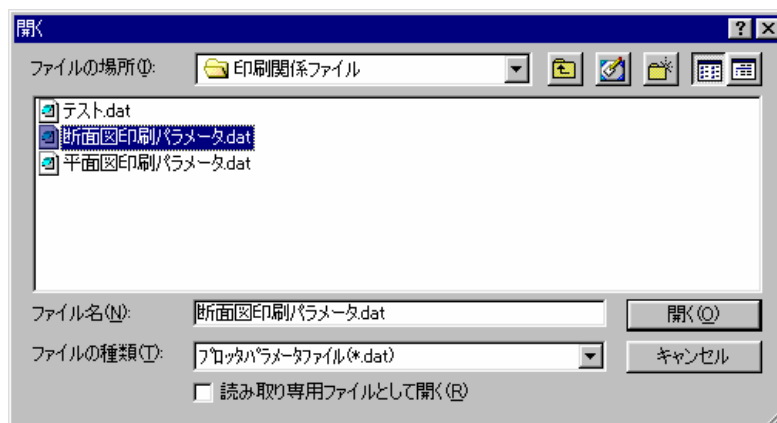 開く
ファイルの場所(I):
印刷関係ファイル
テスト.dat
断面図印刷パラメータ.dat
平面図印刷パラメータ.dat
ファイル名(N):
断面図印刷パラメータ.dat
開く(O)
ファイルの種類(T):
プロッタパラメータファイル(*.dat)
キャンセル
読み取り専用ファイルとして開く(R)